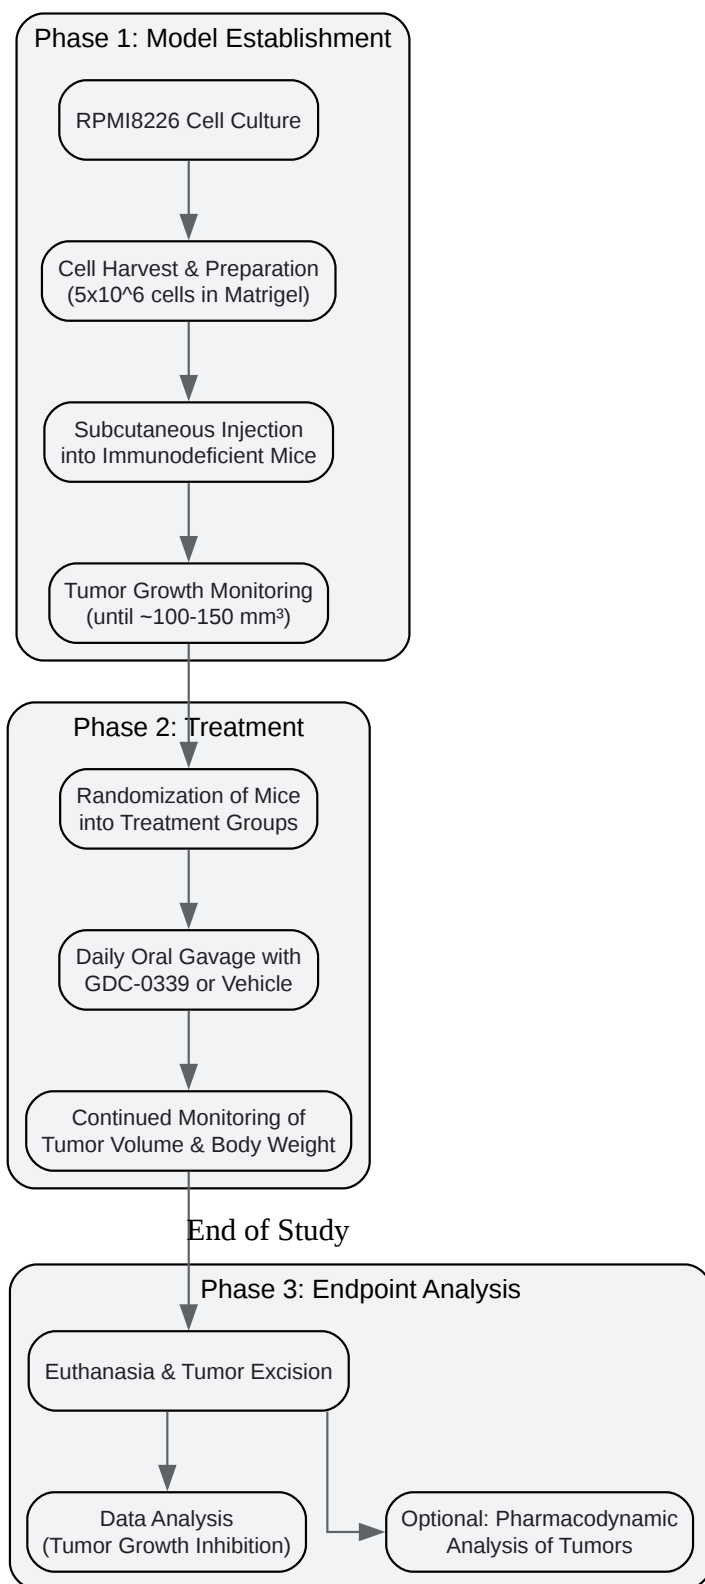 Phase 1: Model Establishment
RPMI8226 Cell Culture
Cell Harvest & Preparation
(5x10^6 cells in Matrigel)
Subcutaneous Injection
into Immunodeficient Mice
Tumor Growth Monitoring
(until ~100-150 mm³)
Phase 2: Treatment
Randomization of Mice
into Treatment Groups
Daily Oral Gavage with
GDC-0339 or Vehicle
Continued Monitoring of
Tumor Volume & Body Weight
End of Study
Phase 3: Endpoint Analysis
Euthanasia & Tumor Excision
Data Analysis
(Tumor Growth Inhibition)
Optional: Pharmacodynamic
Analysis of Tumors